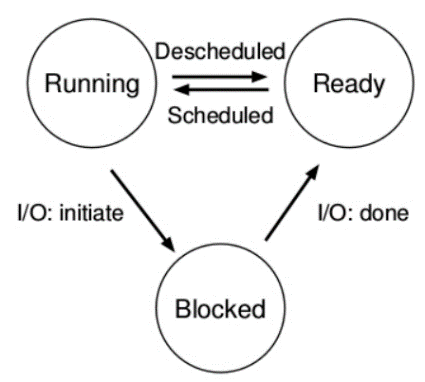 Descheduled
Running
Ready
Scheduled
I/O: initiate
I/O: done
Blocked